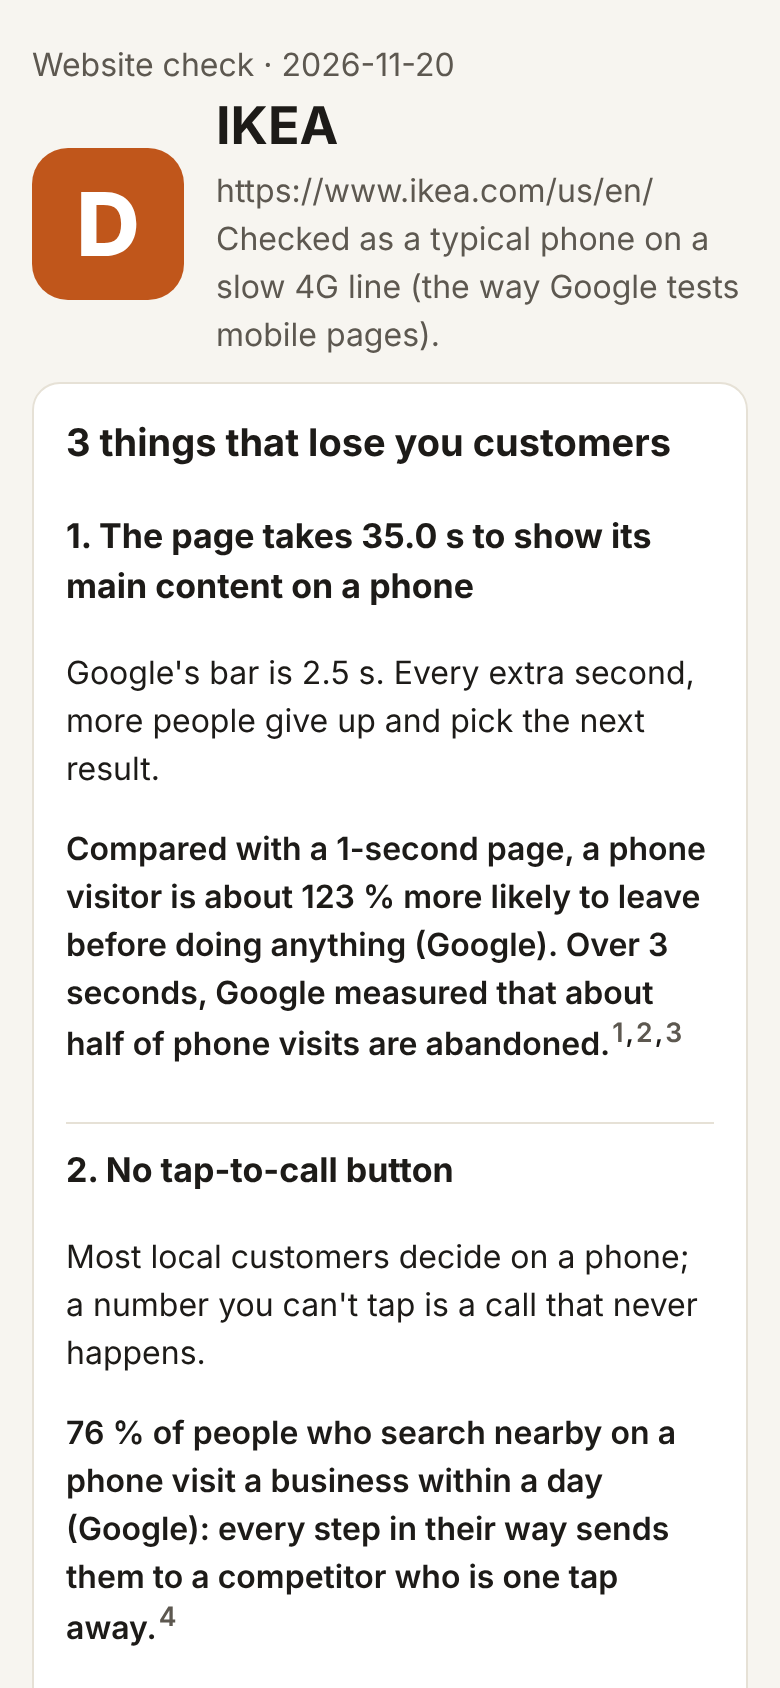 Website check · 2026-11-20
IKEA
D
https://www.ikea.com/us/en/
Checked as a typical phone on a
slow 4G line (the way Google tests
mobile pages).
3 things that lose you customers
1. The page takes 35.0 s to show its
main content on a phone
Google's bar is 2.5 s. Every extra second,
more people give up and pick the next
result.
Compared with a 1-second page, a phone
visitor is about 123 % more likely to leave
before doing anything (Google). Over 3
seconds, Google measured that about
half of phone visits are abandoned.1,2,3
2. No tap-to-call button
Most local customers decide on a phone;
a number you can't tap is a call that never
happens.
76 % of people who search nearby on a
phone visit a business within a day
(Google): every step in their way sends
them to a competitor who is one tap
away.4